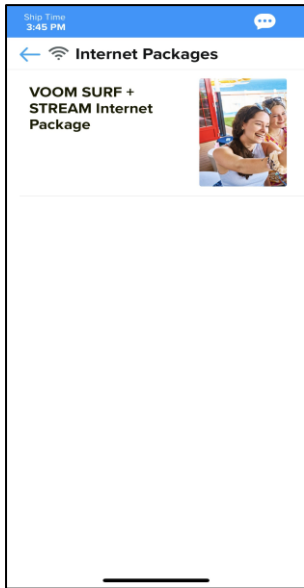 Ship Time
3:45 PM
Internet Packages
VOOM SURF +
STREAM Internet
Package